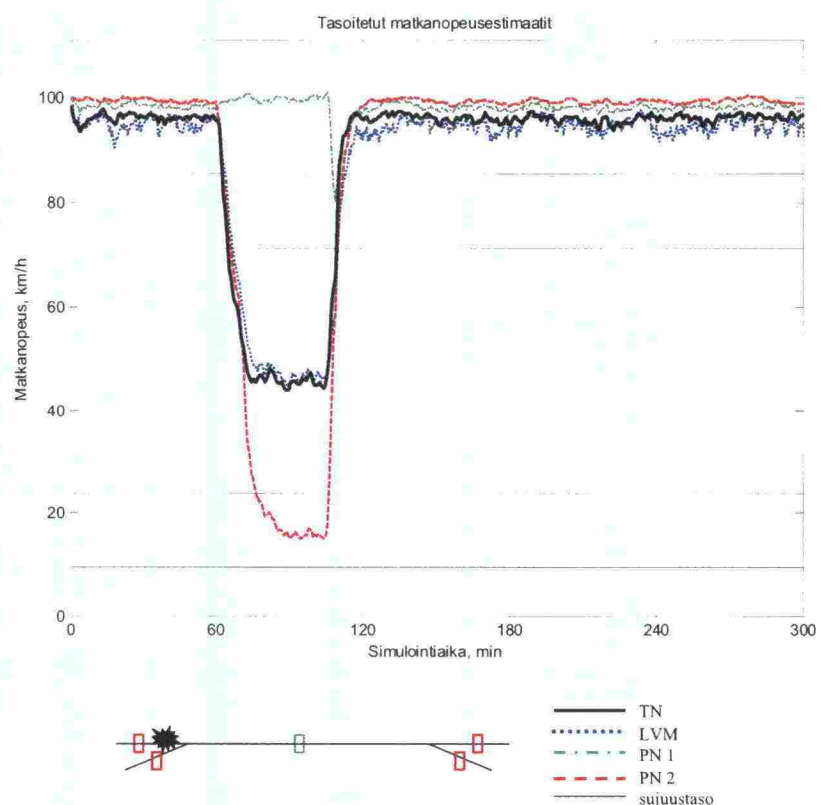 Tasoitetut matkanopeusestimaatit
100
80
60
40
20
0
Matkanopeus, km/h
0 60 120 180 240 300
Simulointiaika, min
TN
LVM
PN 1
PN 2
sujuustaso